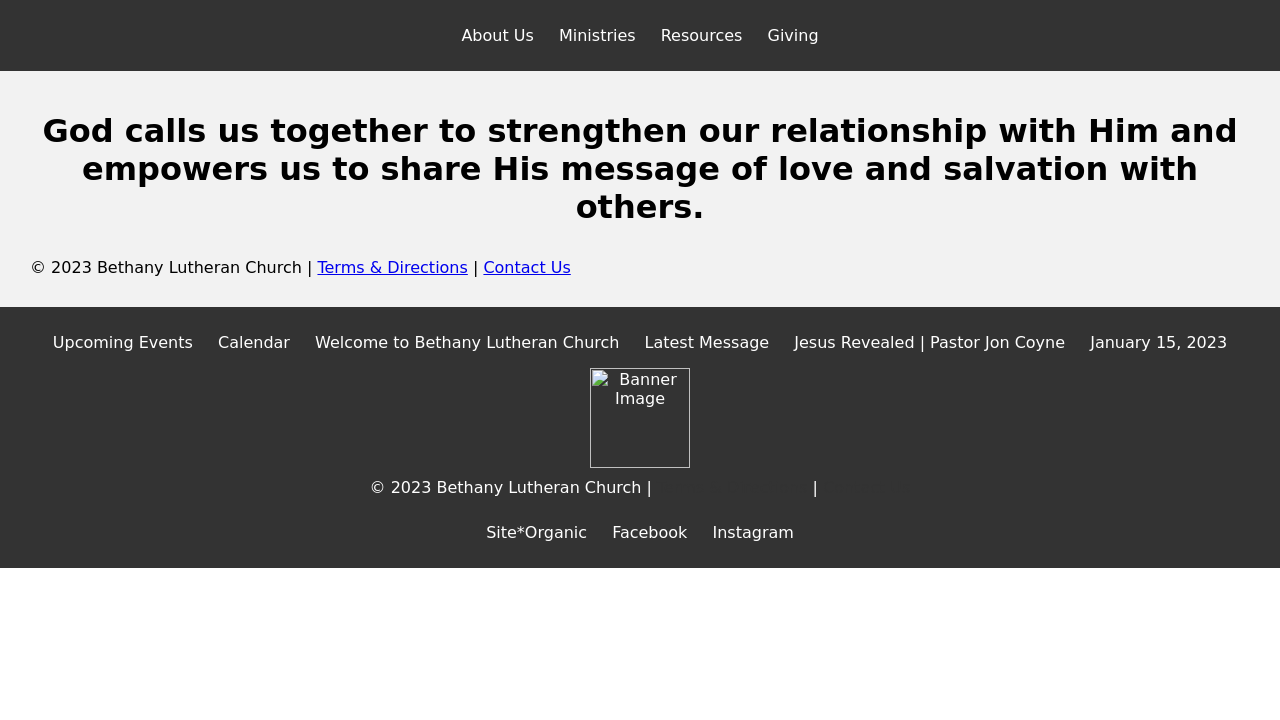 About Us Ministries Resources Giving
God calls us together to strengthen our relationship with Him and
empowers us to share His message of love and salvation with
others.
© 2023 Bethany Lutheran Church | Terms & Directions | Contact Us
Upcoming Events Calendar Welcome to Bethany Lutheran Church Latest Message Jesus Revealed | Pastor Jon Coyne January 15, 2023
Banner
Image
© 2023 Bethany Lutheran Church | |
Site*Organic Facebook Instagram